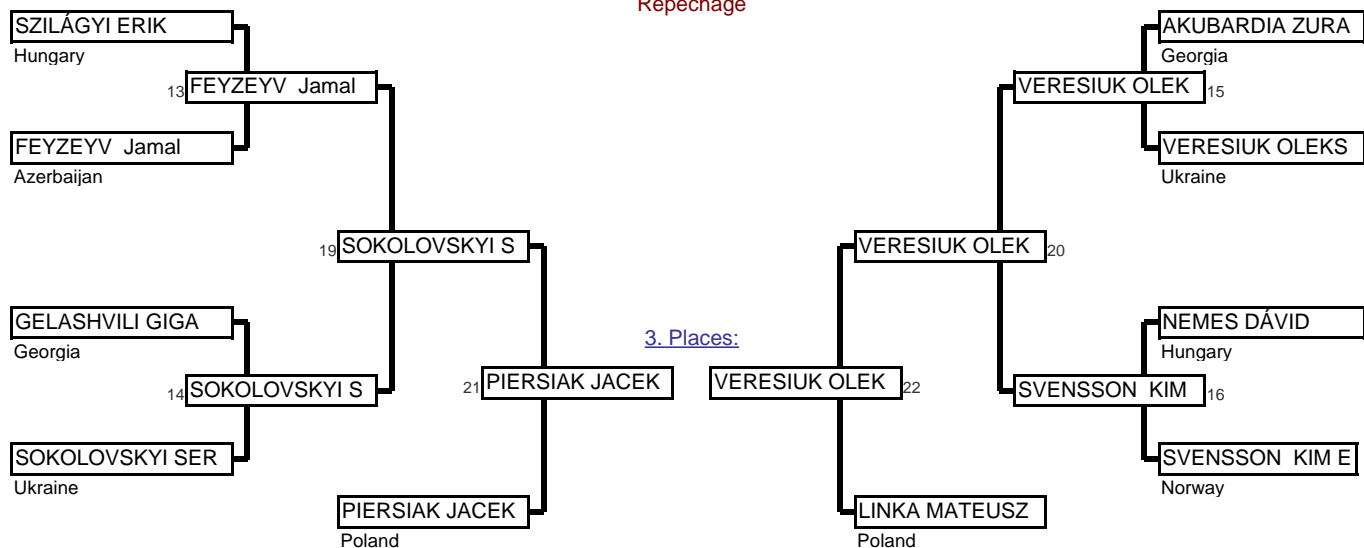 Repechage
SZILÁGYI ERIK
Hungary
13 FEYZEYV Jamal
FEYZEYV Jamal
Azerbaijan
19 SOKOLOVSKYI S
GELASHVILI GIGA
Georgia
14 SOKOLOVSKYI S
SOKOLOVSKYI SER
Ukraine
21 PIERSIAK JACEK
PIERSIAK JACEK
Poland
3. Places:
AKUBARDIA ZURA
Georgia
VERESIUK OLEK 15
VERESIUK OLEKS
Ukraine
VERESIUK OLEK 20
NEMES DÁVID
Hungary
SVENSSON KIM 16
SVENSSON KIM E
Norway
VERESIUK OLEK 22
LINKA MATEUSZ
Poland